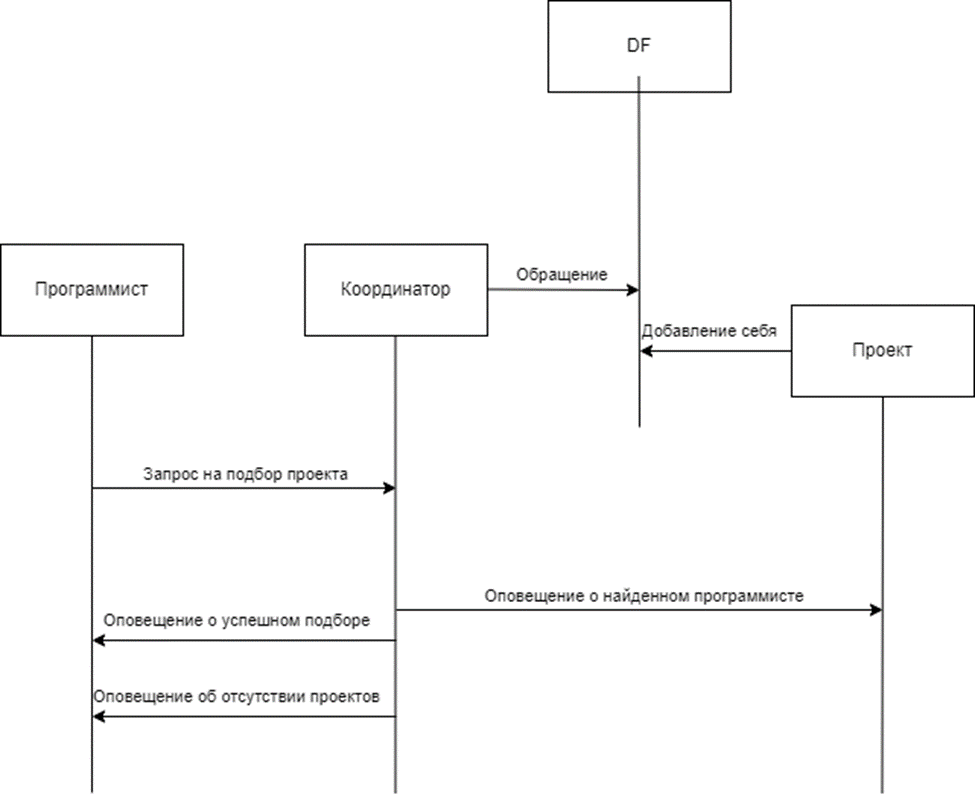 DF
Программист
Координатор
Обращение
Добавление себя
Проект
Запрос на подбор проекта
Оповещение о найденном программисте
Оповещение о успешном подборе
Оповещение об отсутствии проектов